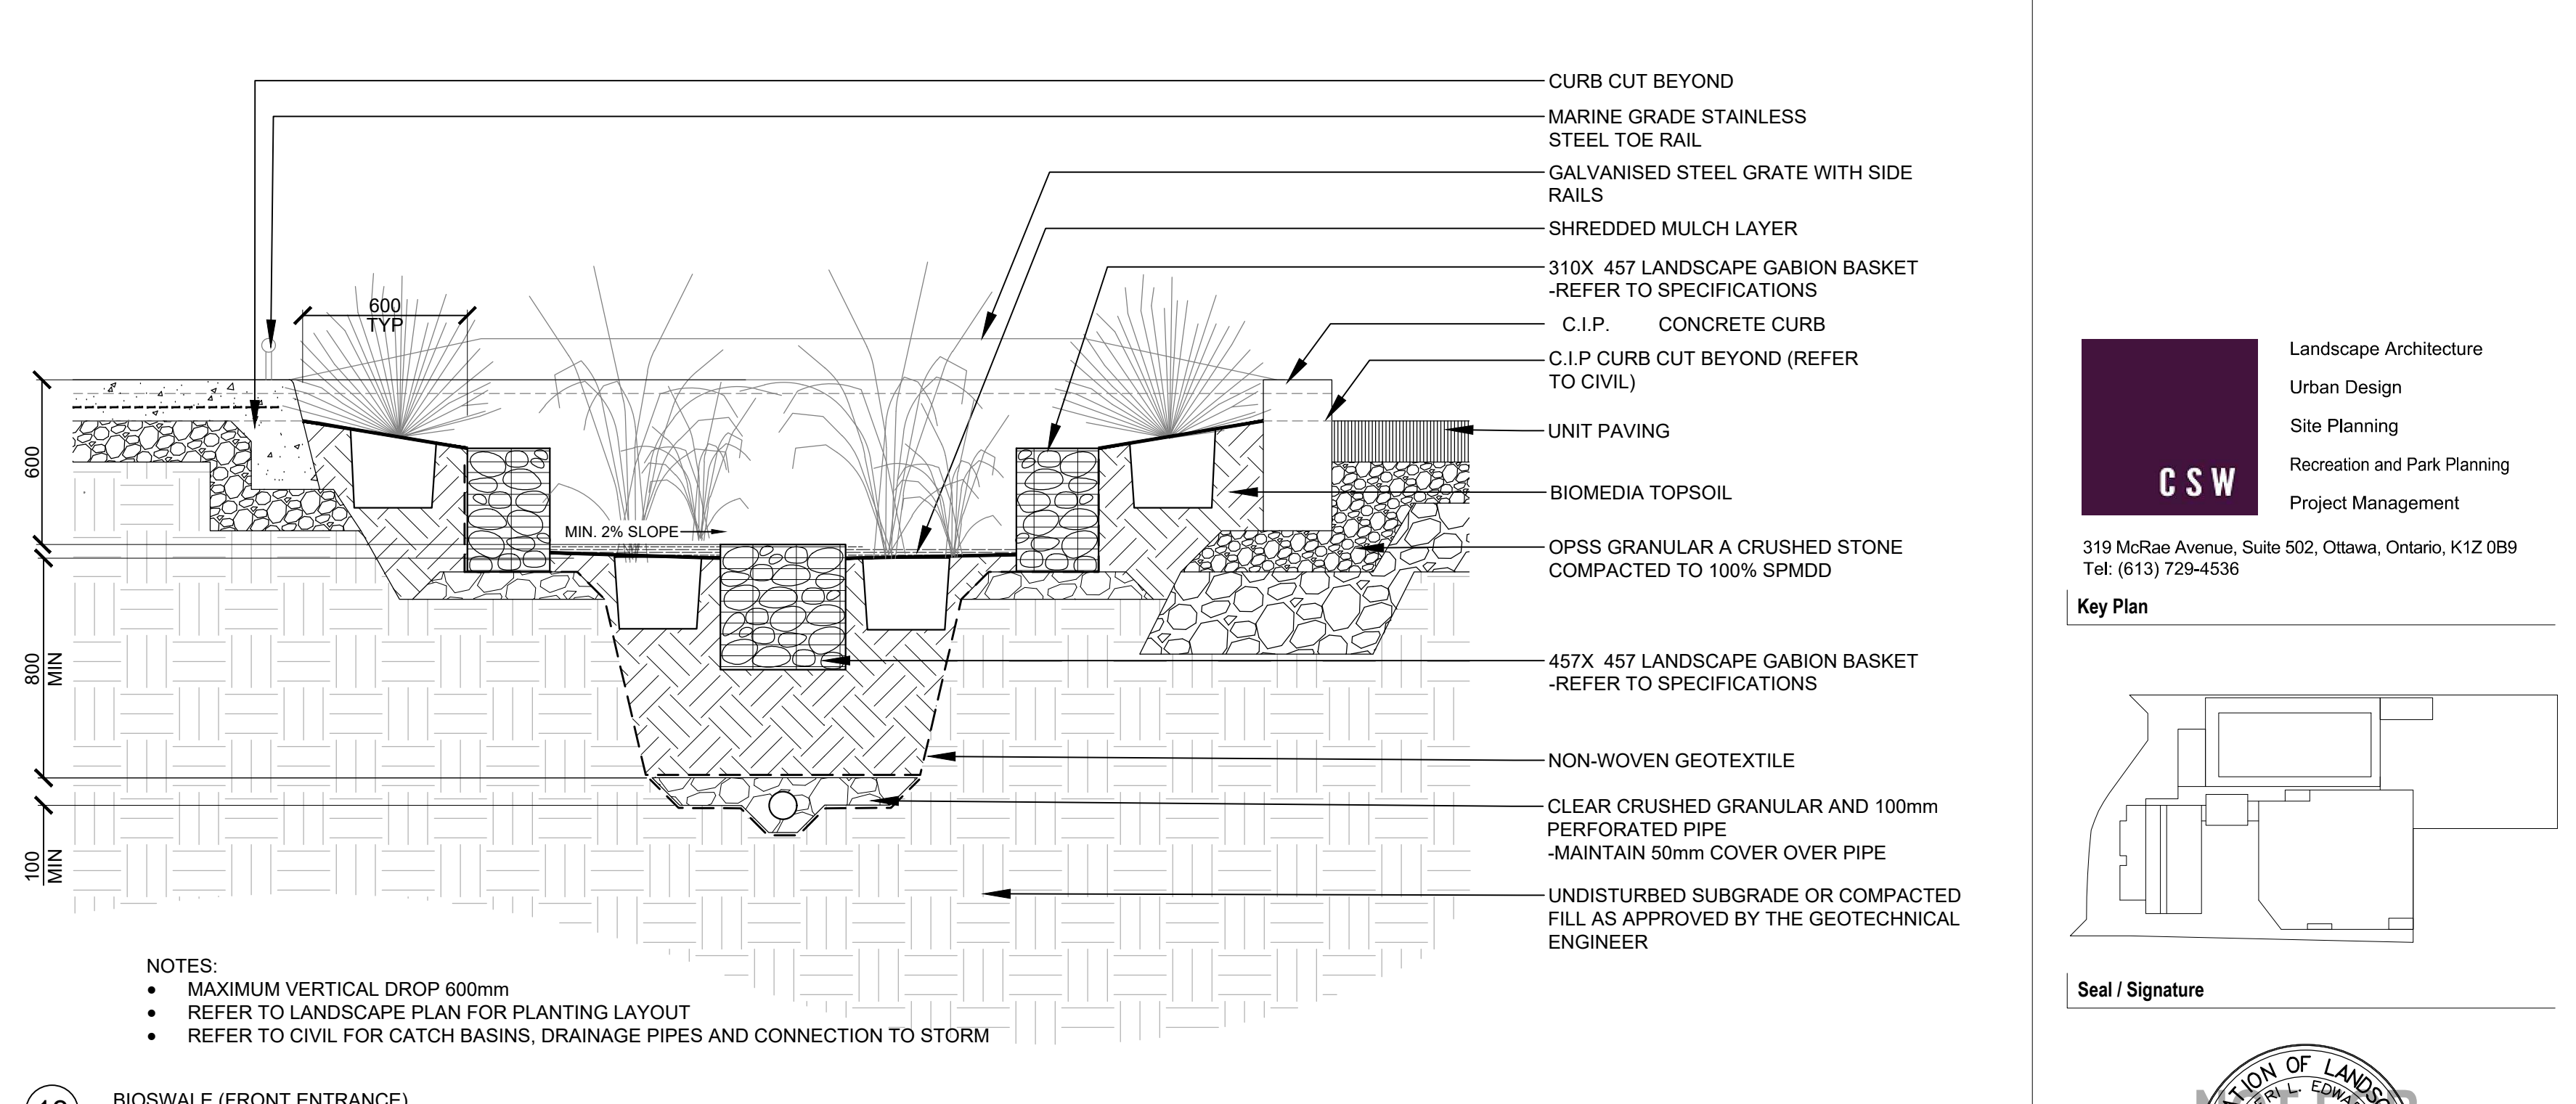 CURB CUT BEYOND
MARINE GRADE STAINLESS
STEEL TOE RAIL
GALVANISED STEEL GRATE WITH SIDE
RAILS
SHREDDED MULCH LAYER
310X 457 LANDSCAPE GABION BASKET
-REFER TO SPECIFICATIONS
C.I.P. CONCRETE CURB
C.I.P CURB CUT BEYOND (REFER
TO CIVIL)
UNIT PAVING
BIOMEDIA TOPSOIL
OPSS GRANULAR A CRUSHED STONE
COMPACTED TO 100% SPMDD
457X 457 LANDSCAPE GABION BASKET
-REFER TO SPECIFICATIONS
NON-WOVEN GEOTEXTILE
CLEAR CRUSHED GRANULAR AND 100mm
PERFORATED PIPE
-MAINTAIN 50mm COVER OVER PIPE
UNDISTURBED SUBGRADE OR COMPACTED
FILL AS APPROVED BY THE GEOTECHNICAL
ENGINEER
600
TYP
600
MIN. 2% SLOPE
800
MIN
100
MIN
NOTES:
• MAXIMUM VERTICAL DROP 600mm
• REFER TO LANDSCAPE PLAN FOR PLANTING LAYOUT
• REFER TO CIVIL FOR CATCH BASINS, DRAINAGE PIPES AND CONNECTION TO STORM
BIOSWALE (FRONT ENTRANCE)
CSW
Landscape Architecture
Urban Design
Site Planning
Recreation and Park Planning
Project Management
319 McRae Avenue, Suite 502, Ottawa, Ontario, K1Z 0B9
Tel: (613) 729-4536
Key Plan
Seal / Signature
OF